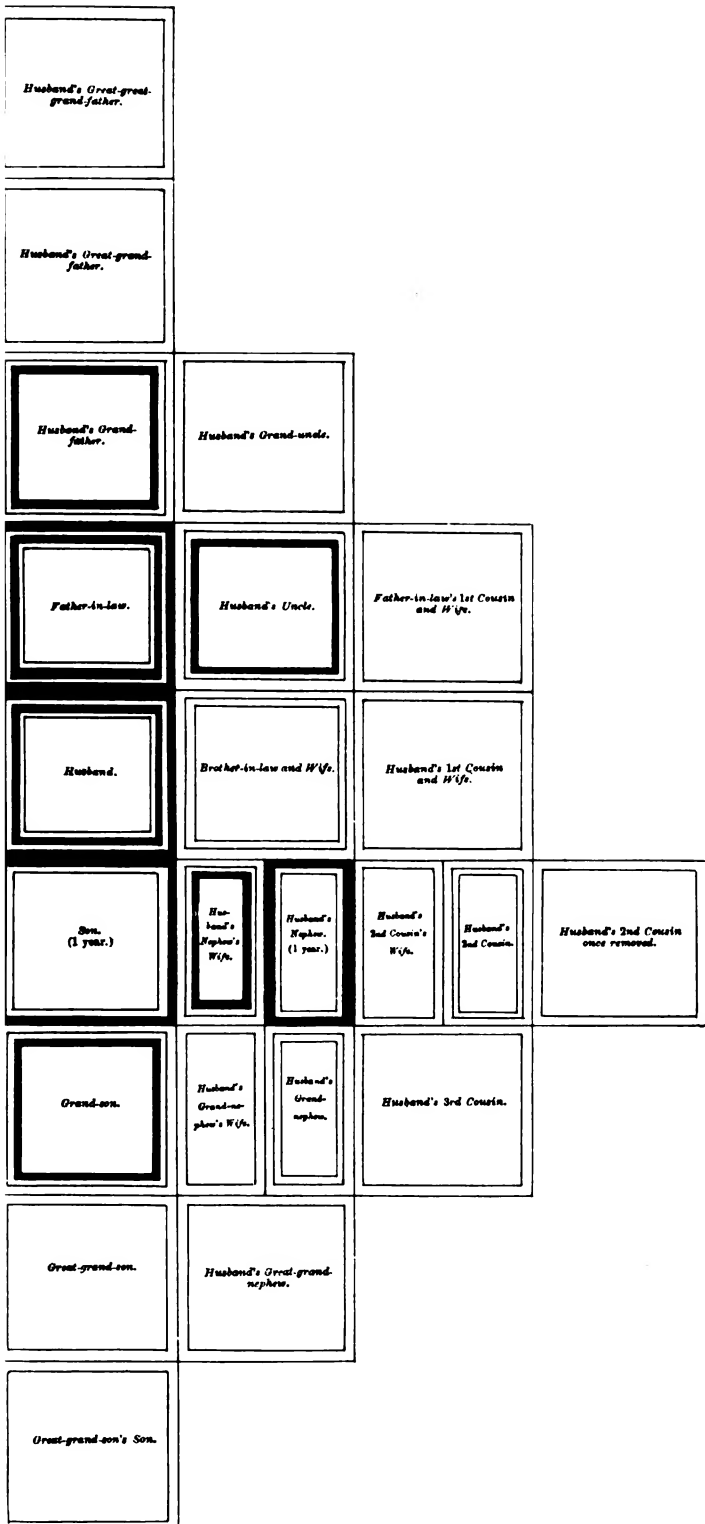 Husband's Great-great-
grand-father.
Husband's Great-grand-
father.
Husband's Grand-
father.
Husband's Grand-uncle.
Father-in-law.
Husband's Uncle.
Father-in-law's 1st Cousin
and Wife.
Husband.
Brother-in-law and Wife.
Husband's 1st Cousin
and Wife.
Son.
(1 year.)
Hus-
band's
Nephew's
Wife.
Husband's
Nephew.
(1 year.)
Husband's
2nd Cousin's
Wife.
Husband's
2nd Cousin.
Husband's 2nd Cousin
once removed.
Grand-son.
Husband's
Grand-ne-
phew's Wife.
Husband's
Grand-
nephew.
Husband's 3rd Cousin.
Great-grand-son.
Husband's Great-grand-
nephew.
Great-grand-son's Son.